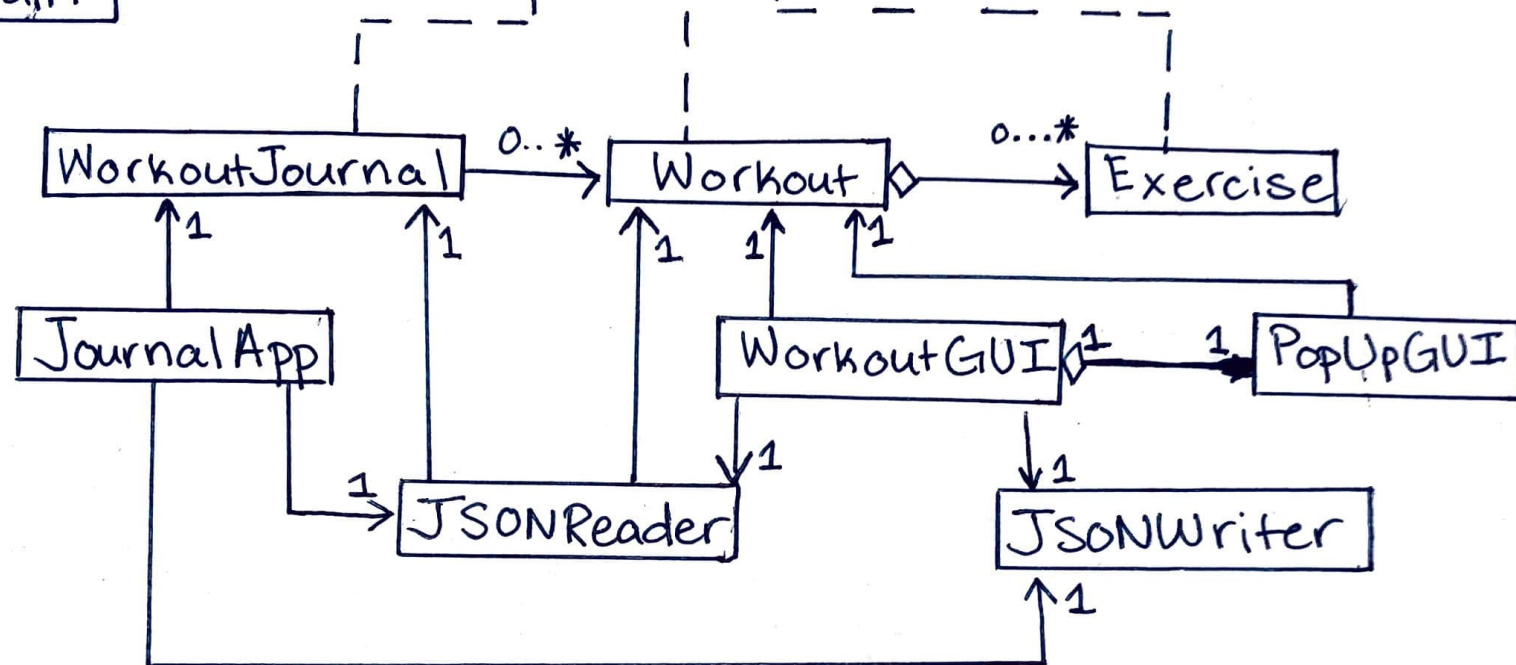 0..*
0...*
WorkoutJournal
Workout
Exercise
1
1
1
1
1
JournalApp
WorkoutGUI
1
1
PopUpGUI
1
1
1
JSONReader
JSONWriter
1